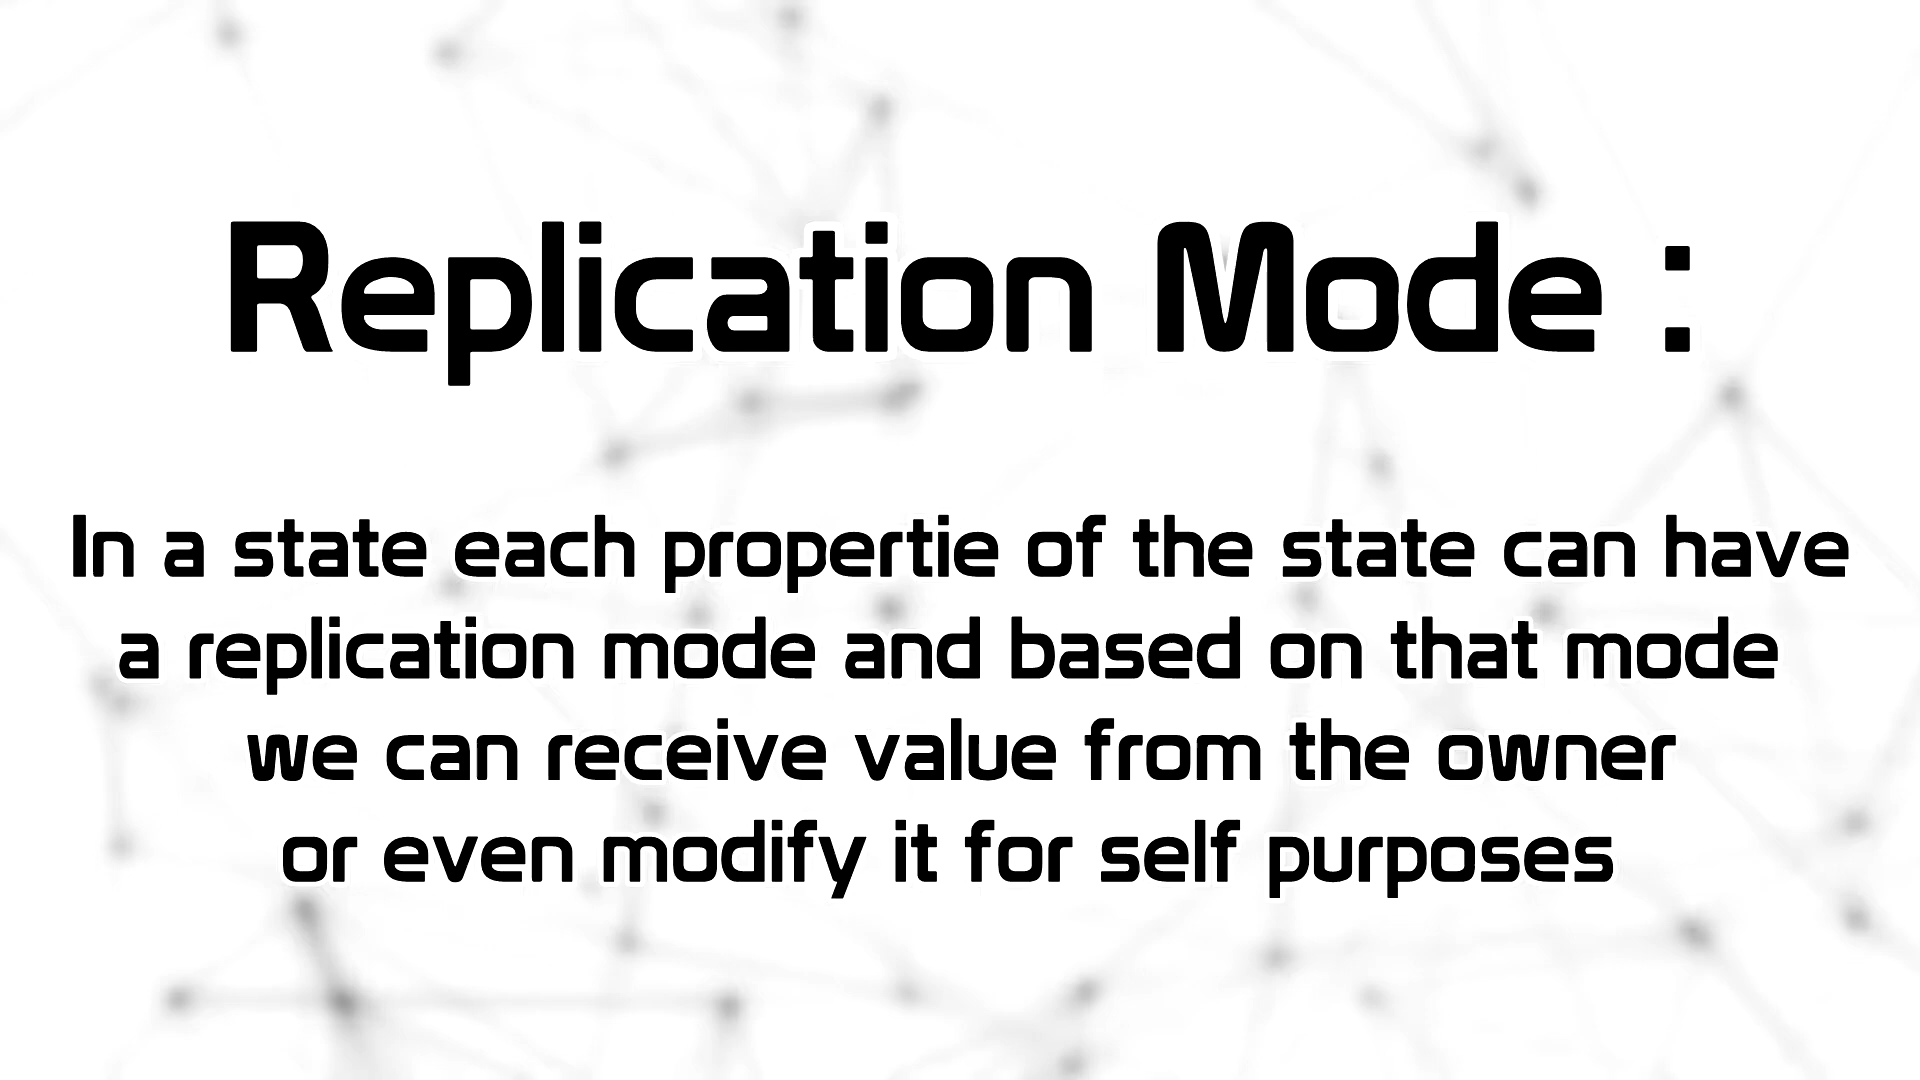 Replication Mode :
In a state each propertie of the state can have
a replication mode and based on that mode
we can receive value from the owner
or even modify it for self purposes